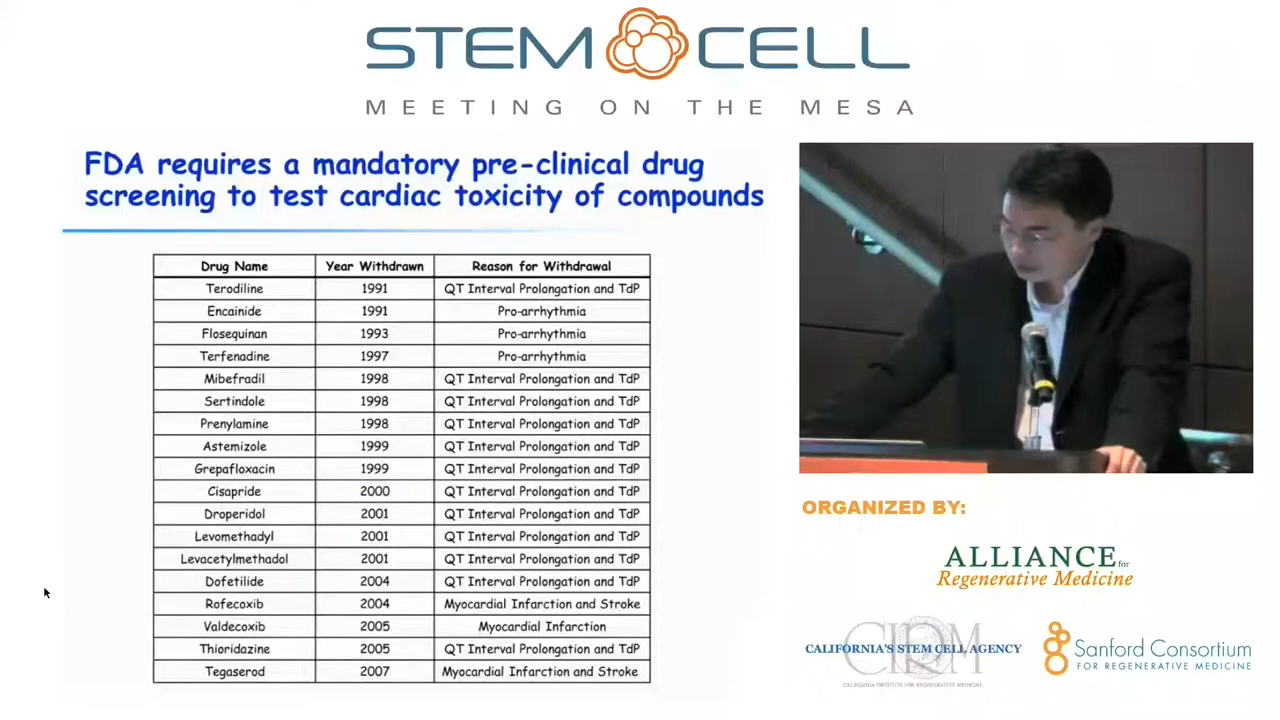 STEM CELL
MEETING ON THE MESA
FDA requires a mandatory pre-clinical drug
screening to test cardiac toxicity of compounds
Drug Name Year Withdrawn Reason for Withdrawal
Terodiline 1991 QT Interval Prolongation and TdP
Encainide 1991 Pro-arrhythmia
Flosequinan 1993 Pro-arrhythmia
Terfenadine 1997 Pro-arrhythmia
Mibefradil 1998 QT Interval Prolongation and TdP
Sertindole 1998 QT Interval Prolongation and TdP
Prenylamine 1998 QT Interval Prolongation and TdP
Astemizole 1999 QT Interval Prolongation and TdP
Grepafloxacin 1999 QT Interval Prolongation and TdP
Cisapride 2000 QT Interval Prolongation and TdP
Droperidol 2001 QT Interval Prolongation and TdP
Levomethadyl 2001 QT Interval Prolongation and TdP
Levacetylmethadol 2001 QT Interval Prolongation and TdP
Dofetilide 2004 QT Interval Prolongation and TdP
Rofecoxib 2004 Myocardial Infarction and Stroke
Valdecoxib 2005 Myocardial Infarction
Thioridazine 2005 QT Interval Prolongation and TdP
Tegaserod 2007 Myocardial Infarction and Stroke
ORGANIZED BY:
ALLIANCE for
Regenerative Medicine
CIRM
CALIFORNIA'S STEM CELL AGENCY
CALIFORNIA INSTITUTE FOR REGENERATIVE MEDICINE
Sanford Consortium
FOR REGENERATIVE MEDICINE